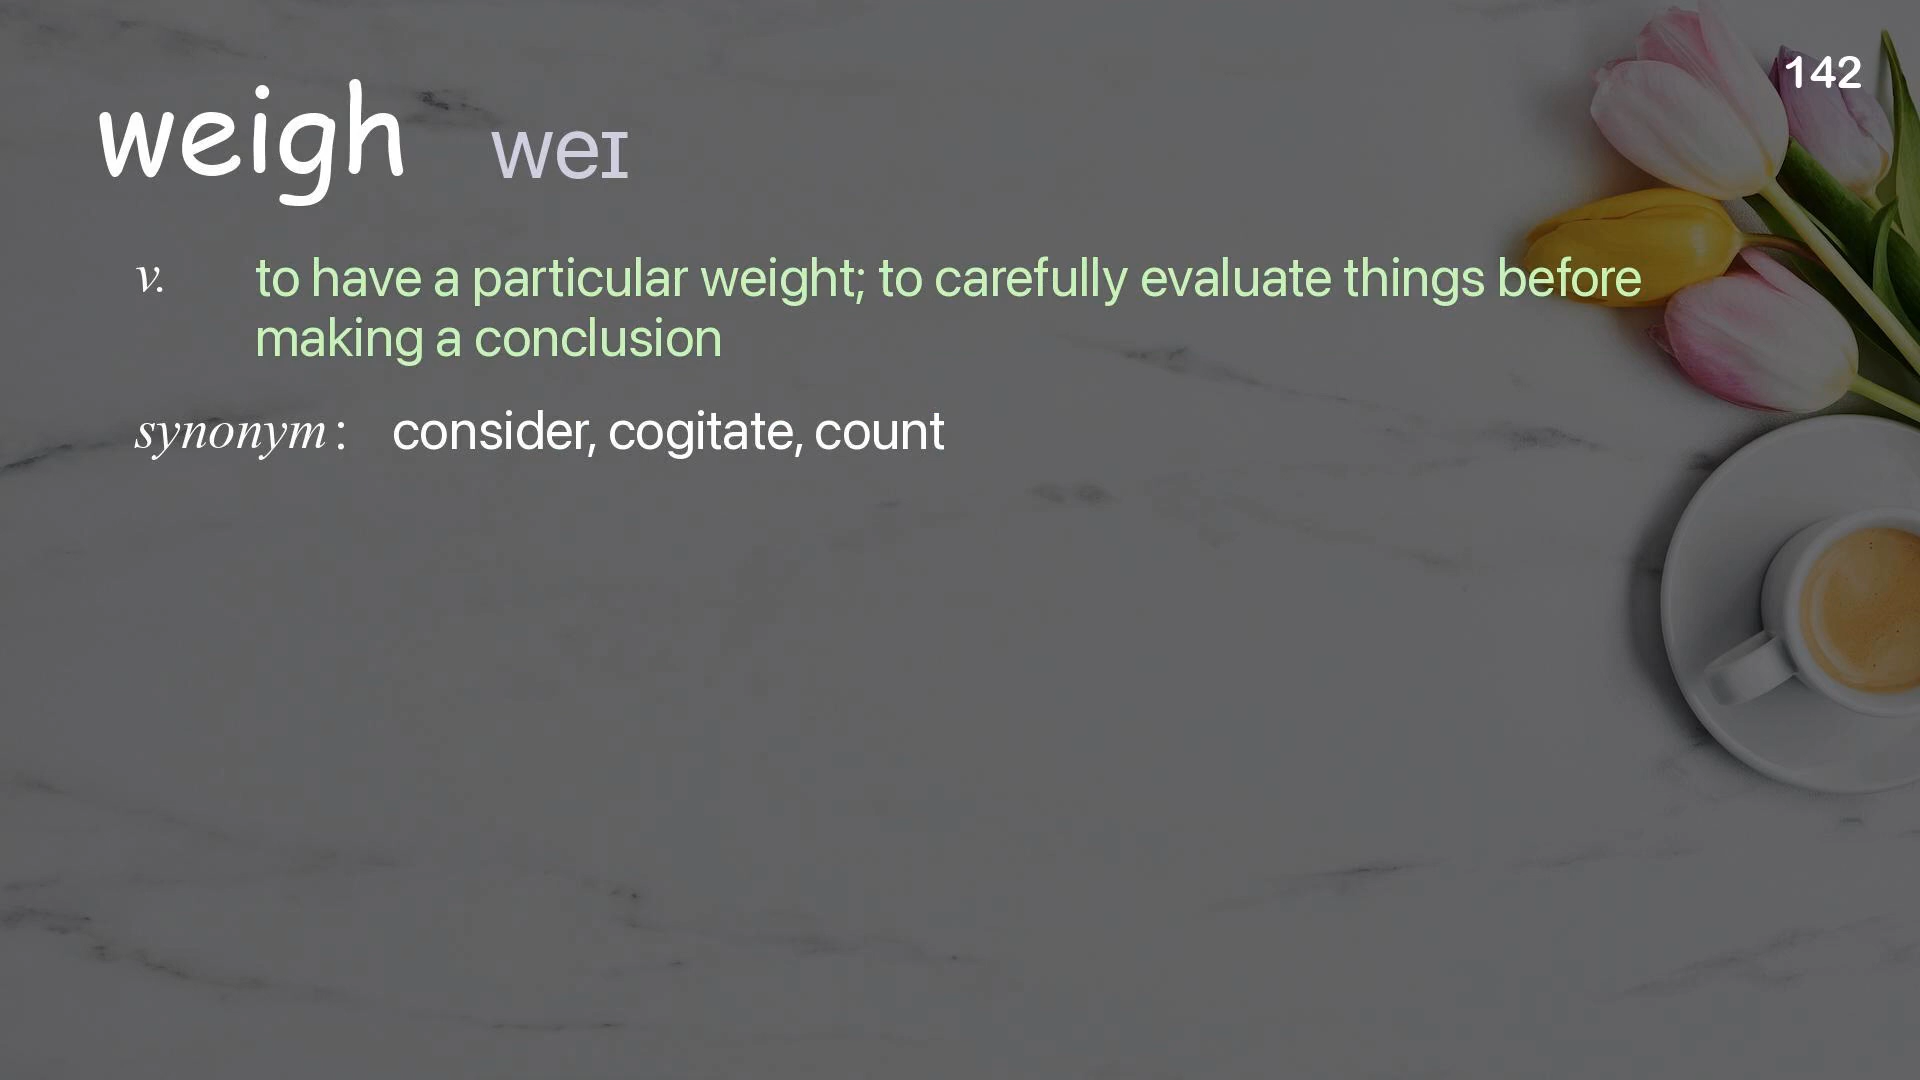 142
weigh weɪ
v. to have a particular weight; to carefully evaluate things before
making a conclusion
synonym : consider, cogitate, count